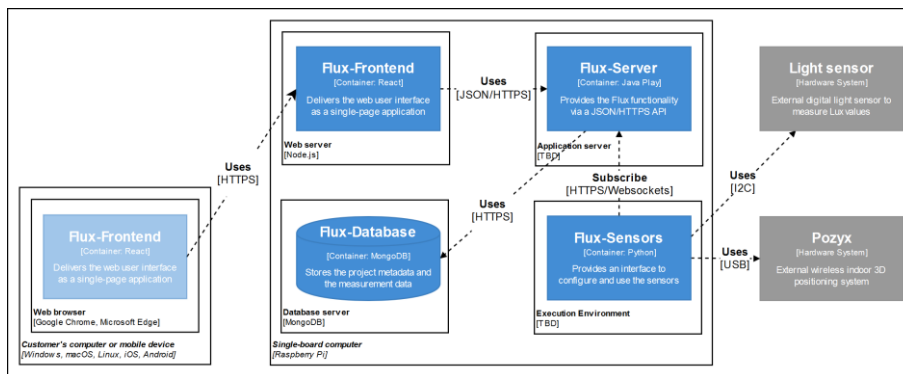 Flux-Frontend
[Container: React]
Delivers the web user interface
as a single-page application
Web server
[Node.js]
Uses
[JSON/HTTPS]
Flux-Server
[Container: Java Play]
Provides the Flux functionality
via a JSON/HTTPS API
Application server
[TBD]
Light sensor
[Hardware System]
External digital light sensor to
measure Lux values
Uses
[HTTPS]
Subscribe
[HTTPS/Websockets]
Uses
[I2C]
Uses
[HTTPS]
Flux-Frontend
[Container: React]
Delivers the web user interface
as a single-page application
Web browser
[Google Chrome, Microsoft Edge]
Customer's computer or mobile device
[Windows, macOS, Linux, iOS, Android]
Flux-Database
[Container: MongoDB]
Stores the project metadata and
the measurement data
Database server
[MongoDB]
Flux-Sensors
[Container: Python]
Provides an interface to
configure and use the sensors
Execution Environment
[TBD]
Uses
[USB]
Pozyx
[Hardware System]
External wireless indoor 3D
positioning system
Single-board computer
[Raspberry Pi]